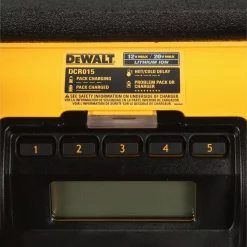 DEWALT
12V MAX / 20V MAX
LITHIUM ION
DCR015
PACK CHARGING
PACK CHARGED
HOT/COLD DELAY
PROBLEM PACK OR CHARGER
SEE SAFETY INFORMATION ON UNDERSIDE OF CHARGER.
1 2 3 4 5